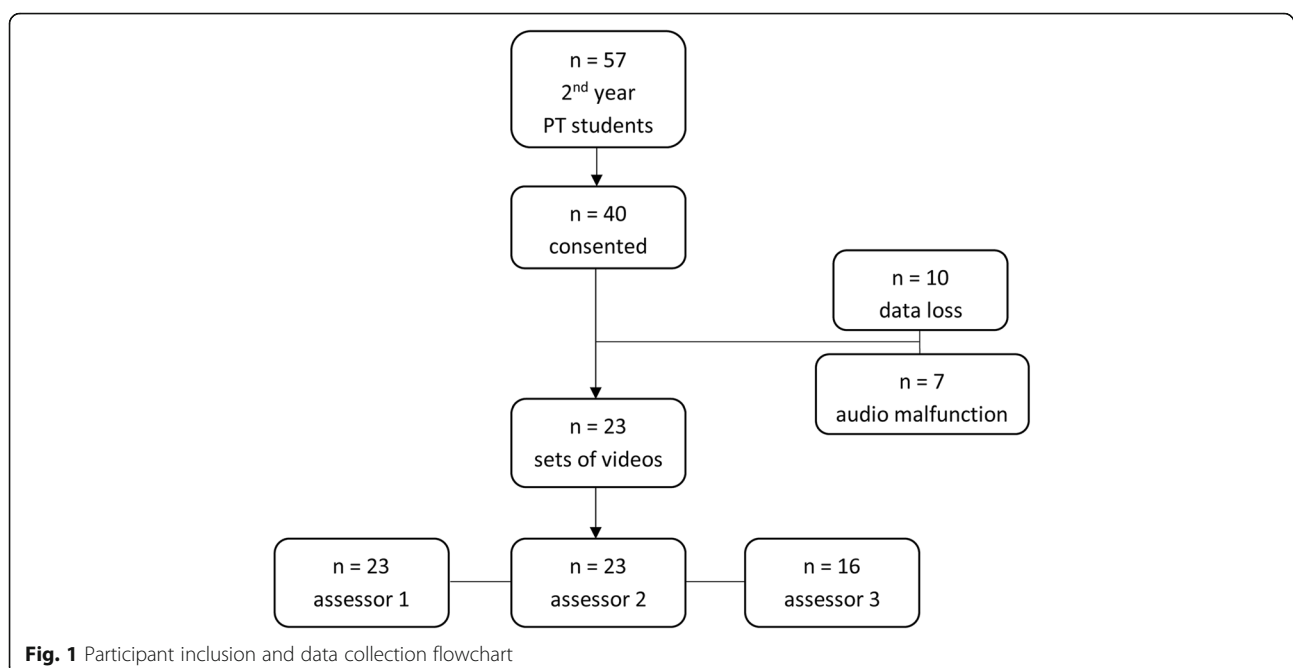 n = 57
2nd year
PT students
n = 40
consented
n = 10
data loss
n = 7
audio malfunction
n = 23
sets of videos
n = 23
assessor 1
n = 23
assessor 2
n = 16
assessor 3
Fig. 1 Participant inclusion and data collection flowchart